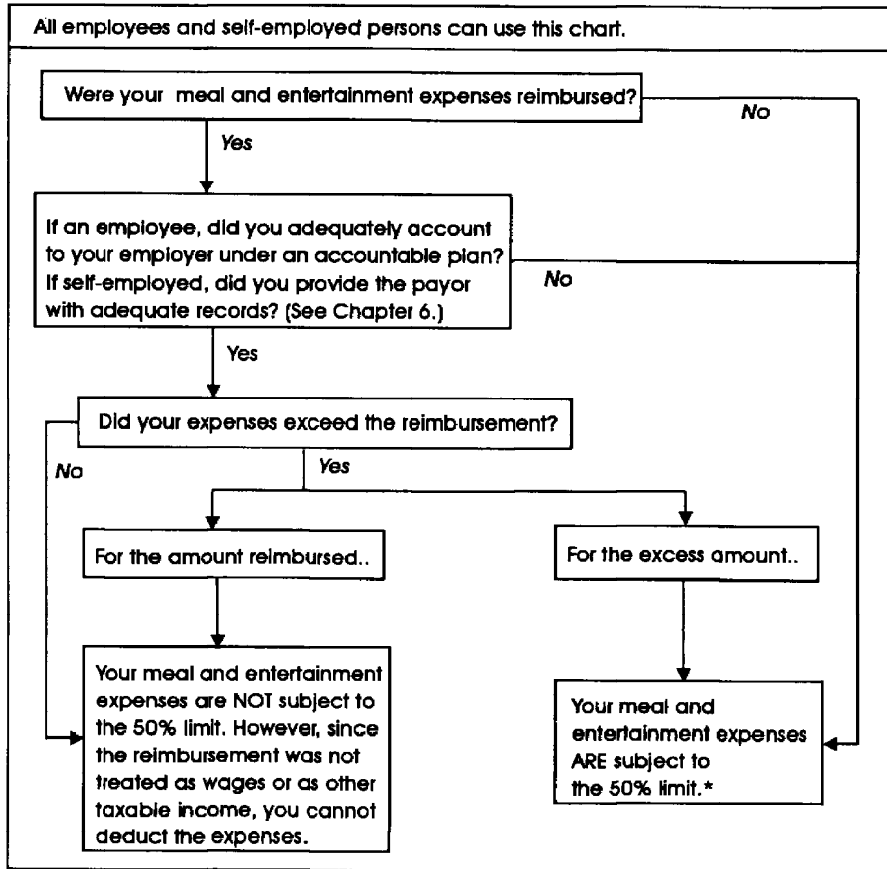 All employees and self-employed persons can use this chart.
Were your meal and entertainment expenses reimbursed?
No
Yes
If an employee, did you adequately account
to your employer under an accountable plan?
If self-employed, did you provide the payor
with adequate records? (See Chapter 6.)
No
Yes
Did your expenses exceed the reimbursement?
No
Yes
For the amount reimbursed..
For the excess amount..
Your meal and entertainment
expenses are NOT subject to
the 50% limit. However, since
the reimbursement was not
treated as wages or as other
taxable income, you cannot
deduct the expenses.
Your meal and
entertainment expenses
ARE subject to
the 50% limit.*